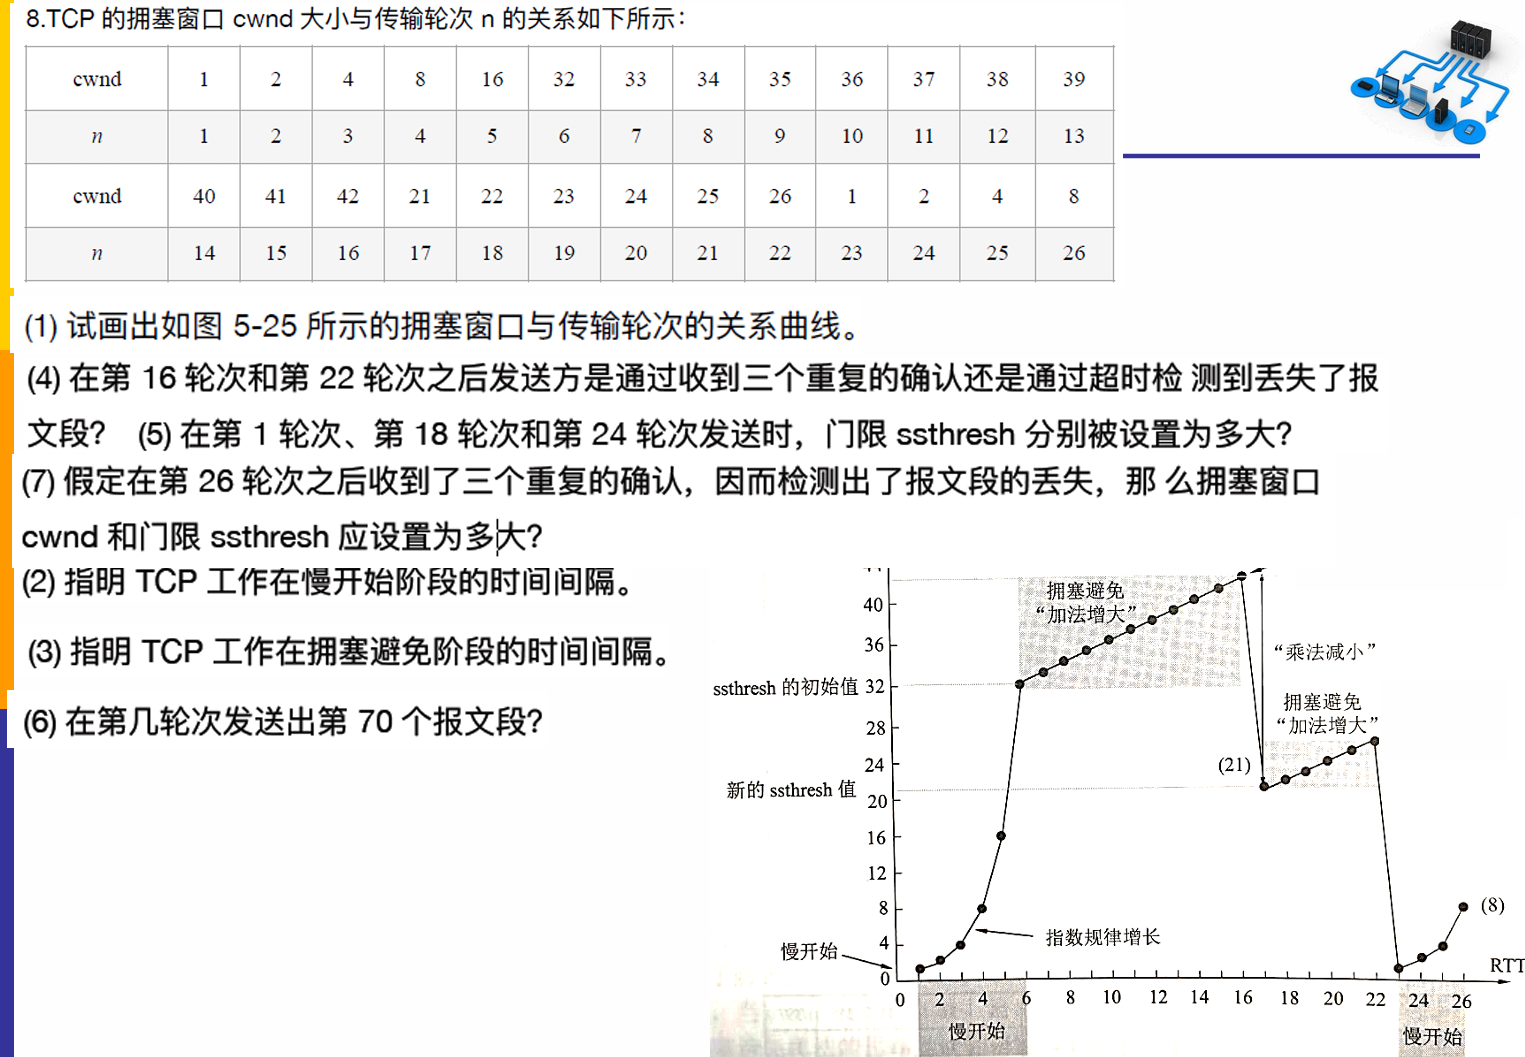 8.TCP 的拥塞窗口 cwnd 大小与传输轮次 n 的关系如下所示：
cwnd 1 2 4 8 16 32 33 34 35 36 37 38 39
n 1 2 3 4 5 6 7 8 9 10 11 12 13
cwnd 40 41 42 21 22 23 24 25 26 1 2 4 8
n 14 15 16 17 18 19 20 21 22 23 24 25 26
(1) 试画出如图 5-25 所示的拥塞窗口与传输轮次的关系曲线。
(4) 在第 16 轮次和第 22 轮次之后发送方是通过收到三个重复的确认还是通过超时检 测到丢失了报
文段？ (5) 在第 1 轮次、第 18 轮次和第 24 轮次发送时，门限 ssthresh 分别被设置为多大？
(7) 假定在第 26 轮次之后收到了三个重复的确认，因而检测出了报文段的丢失，那 么拥塞窗口
cwnd 和门限 ssthresh 应设置为多大？
(2) 指明 TCP 工作在慢开始阶段的时间间隔。
(3) 指明 TCP 工作在拥塞避免阶段的时间间隔。
(6) 在第几轮次发送出第 70 个报文段？
拥塞避免
“加法增大”
40
36
“乘法减小”
ssthresh 的初始值 32
拥塞避免
“加法增大”
28
24
(21)
新的 ssthresh 值
20
16
12
8
(8)
4
指数规律增长
慢开始
0
RTT
0 2 4 6 8 10 12 14 16 18 20 22 24 26
慢开始
慢开始